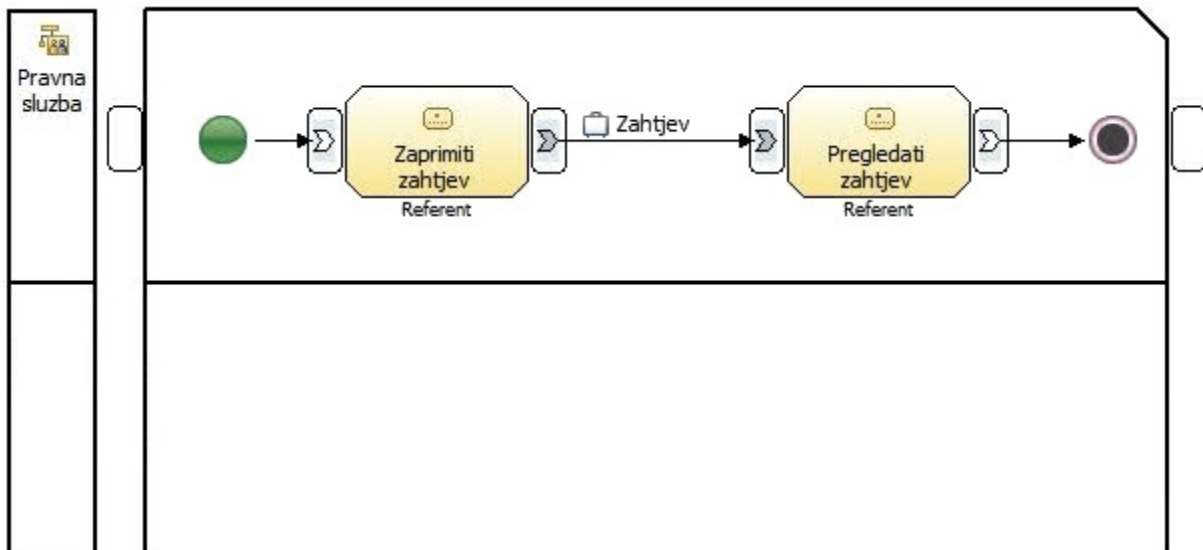 Pravna
sluzba
Zaprimiti
zahtjev
Referent
Zahtjev
Pregledati
zahtjev
Referent